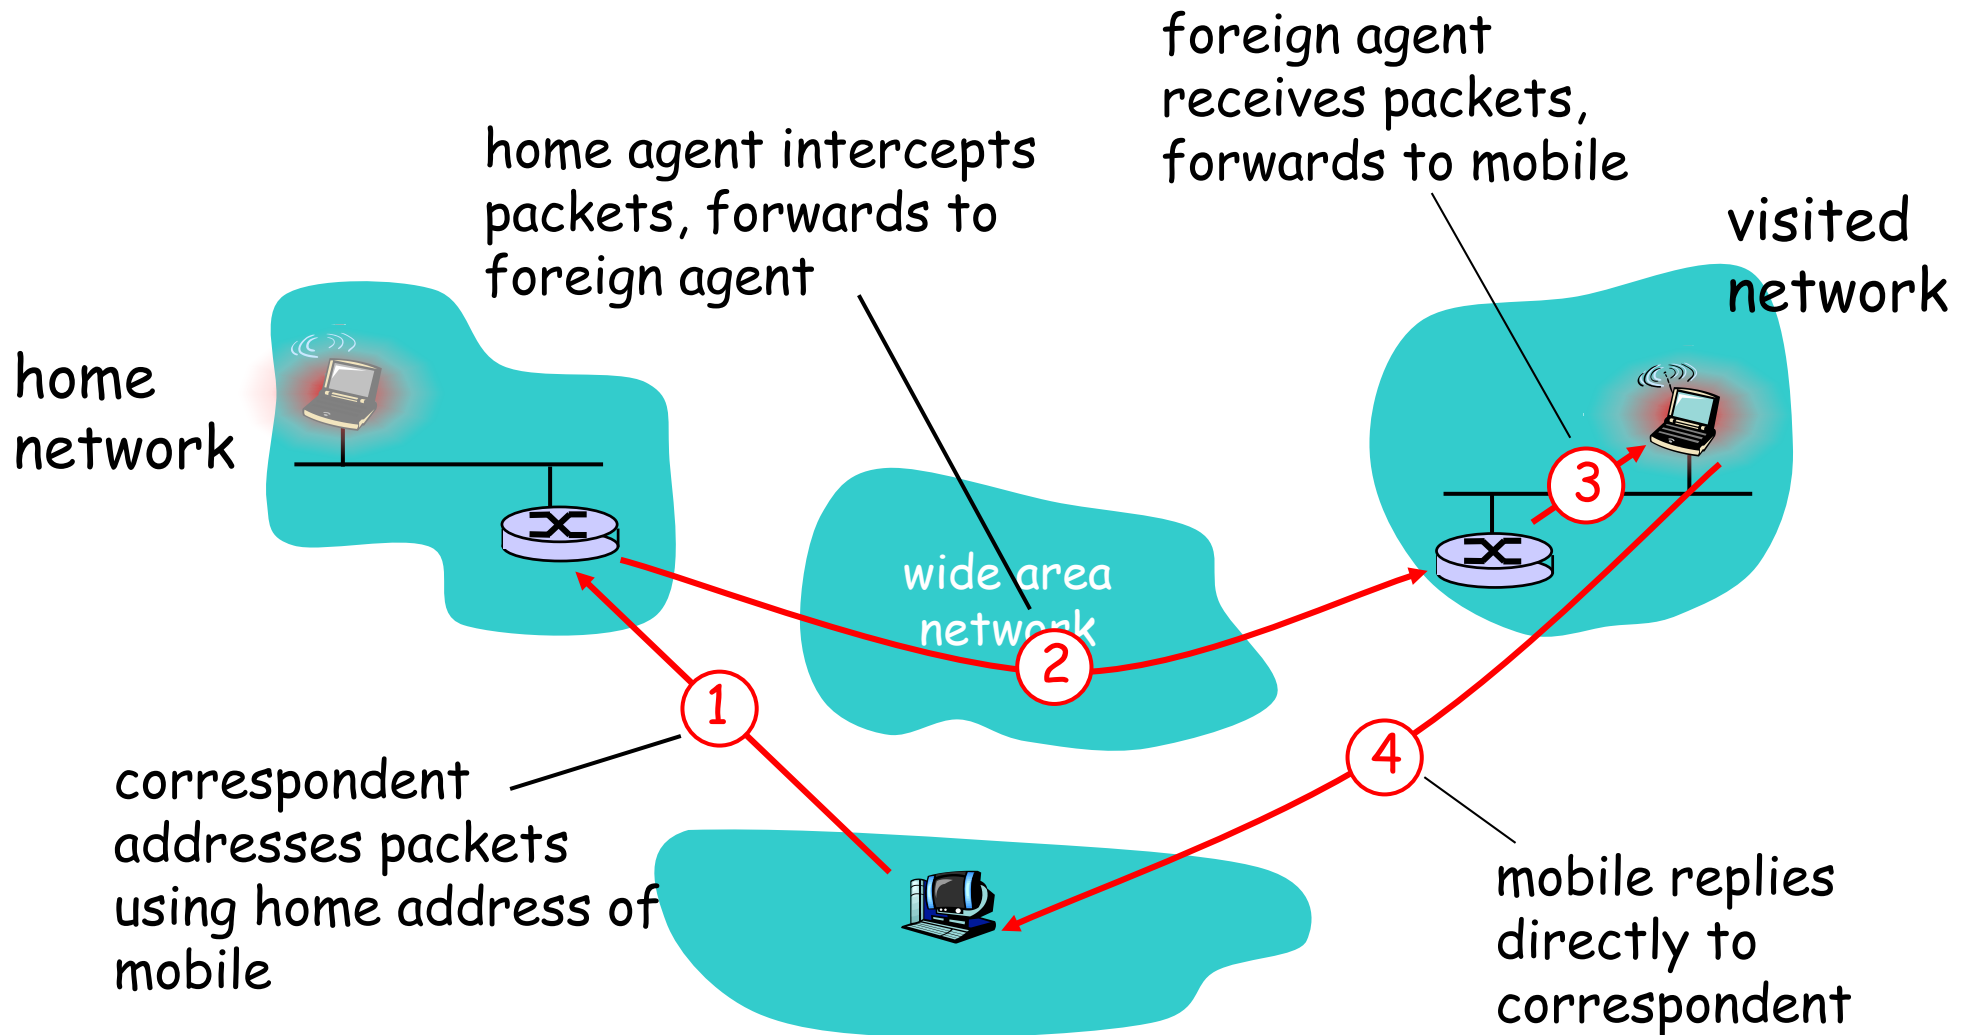 foreign agent
receives packets,
forwards to mobile
home agent intercepts
packets, forwards to
foreign agent
visited
network
home
network
3
wide area
network
2
1
4
correspondent
addresses packets
using home address of
mobile
mobile replies
directly to
correspondent